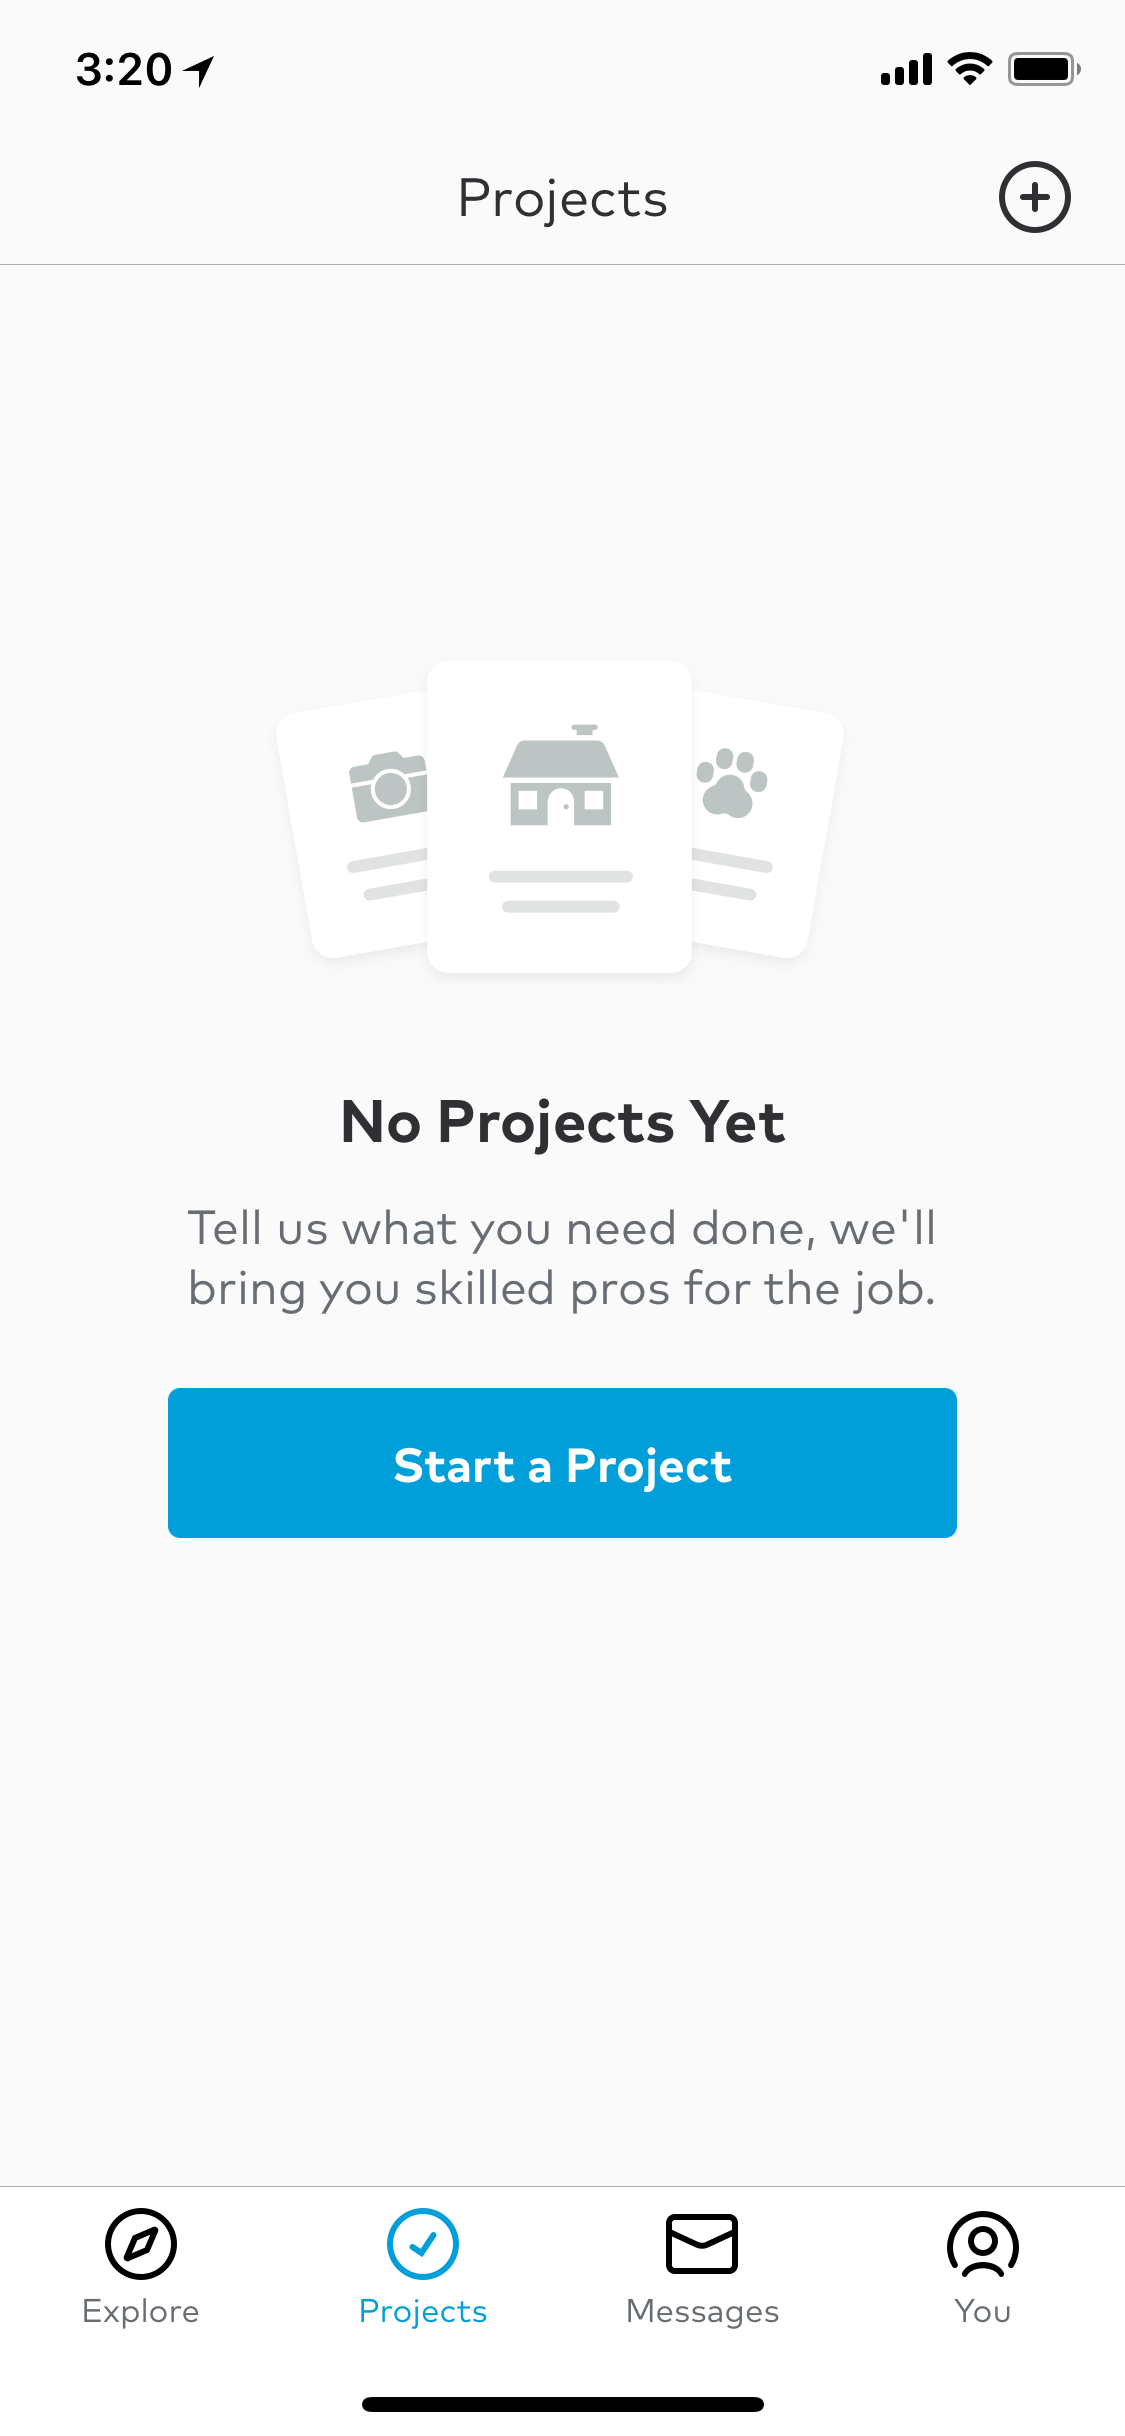 3:20
Projects
No Projects Yet
Tell us what you need done, we'll
bring you skilled pros for the job.
Start a Project
Explore
Projects
Messages
You